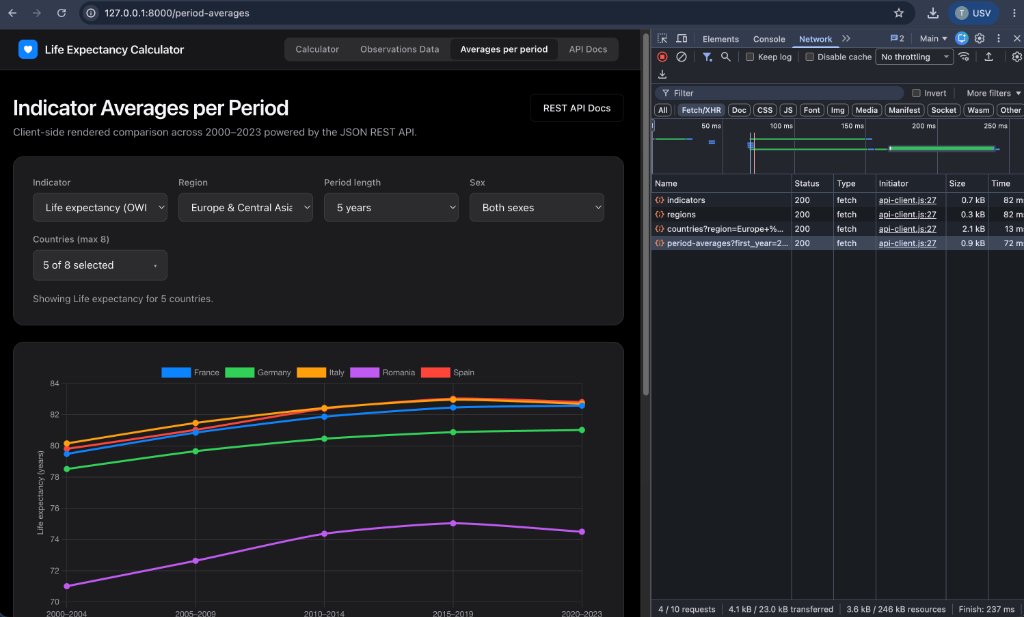 127.0.0.1:8000/period-averages
T USV
Life Expectancy Calculator
Calculator Observations Data Averages per period API Docs
Indicator Averages per Period
REST API Docs
Client-side rendered comparison across 2000–2023 powered by the JSON REST API.
Indicator Region Period length Sex
Life expectancy (OWI Europe & Central Asia 5 years Both sexes
Countries (max 8)
5 of 8 selected
Showing Life expectancy for 5 countries.
France Germany Italy Romania Spain
84
82
80
78
76
74
72
70
Life expectancy (years)
2000–2004 2005–2009 2010–2014 2015–2019 2020–2023
Elements Console Network 2 Main
Keep log Disable cache No throttling
Filter Invert More filters
All Fetch/XHR Doc CSS JS Font Img Media Manifest Socket Wasm Other
50 ms 100 ms 150 ms 200 ms 250 ms
Name Status Type Initiator Size Time
indicators 200 fetch api-client.js:27 0.7 kB 82 ms
regions 200 fetch api-client.js:27 0.3 kB 82 ms
countries?region=Europe+%... 200 fetch api-client.js:27 2.1 kB 13 ms
period-averages?first_year=2... 200 fetch api-client.js:27 0.9 kB 72 ms
4 / 10 requests 4.1 kB / 23.0 kB transferred 3.6 kB / 246 kB resources Finish: 237 ms